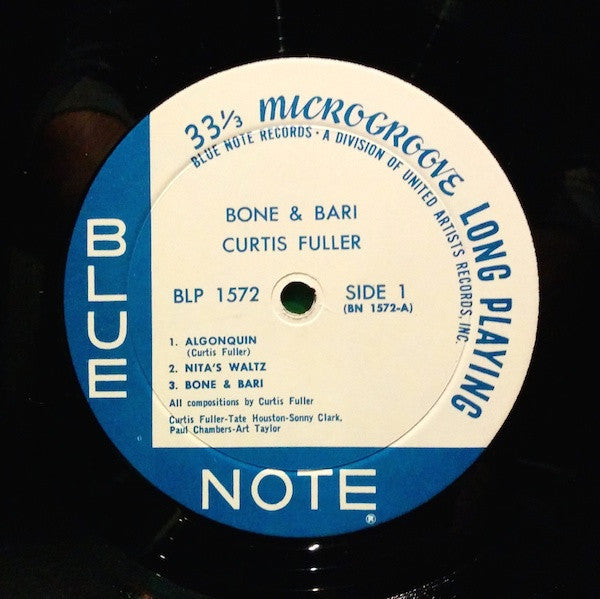 33⅓ MICROGROOVE LONG PLAYING
BLUE NOTE RECORDS • A DIVISION OF UNITED ARTISTS RECORDS, INC.
BONE & BARI
CURTIS FULLER
BLP 1572
SIDE 1
(BN 1572-A)
1. ALGONQUIN
(Curtis Fuller)
2. NITA'S WALTZ
3. BONE & BARI
All compositions by Curtis Fuller
Curtis Fuller-Tate Houston-Sonny Clark,
Paul Chambers-Art Taylor
BLUE
NOTE®